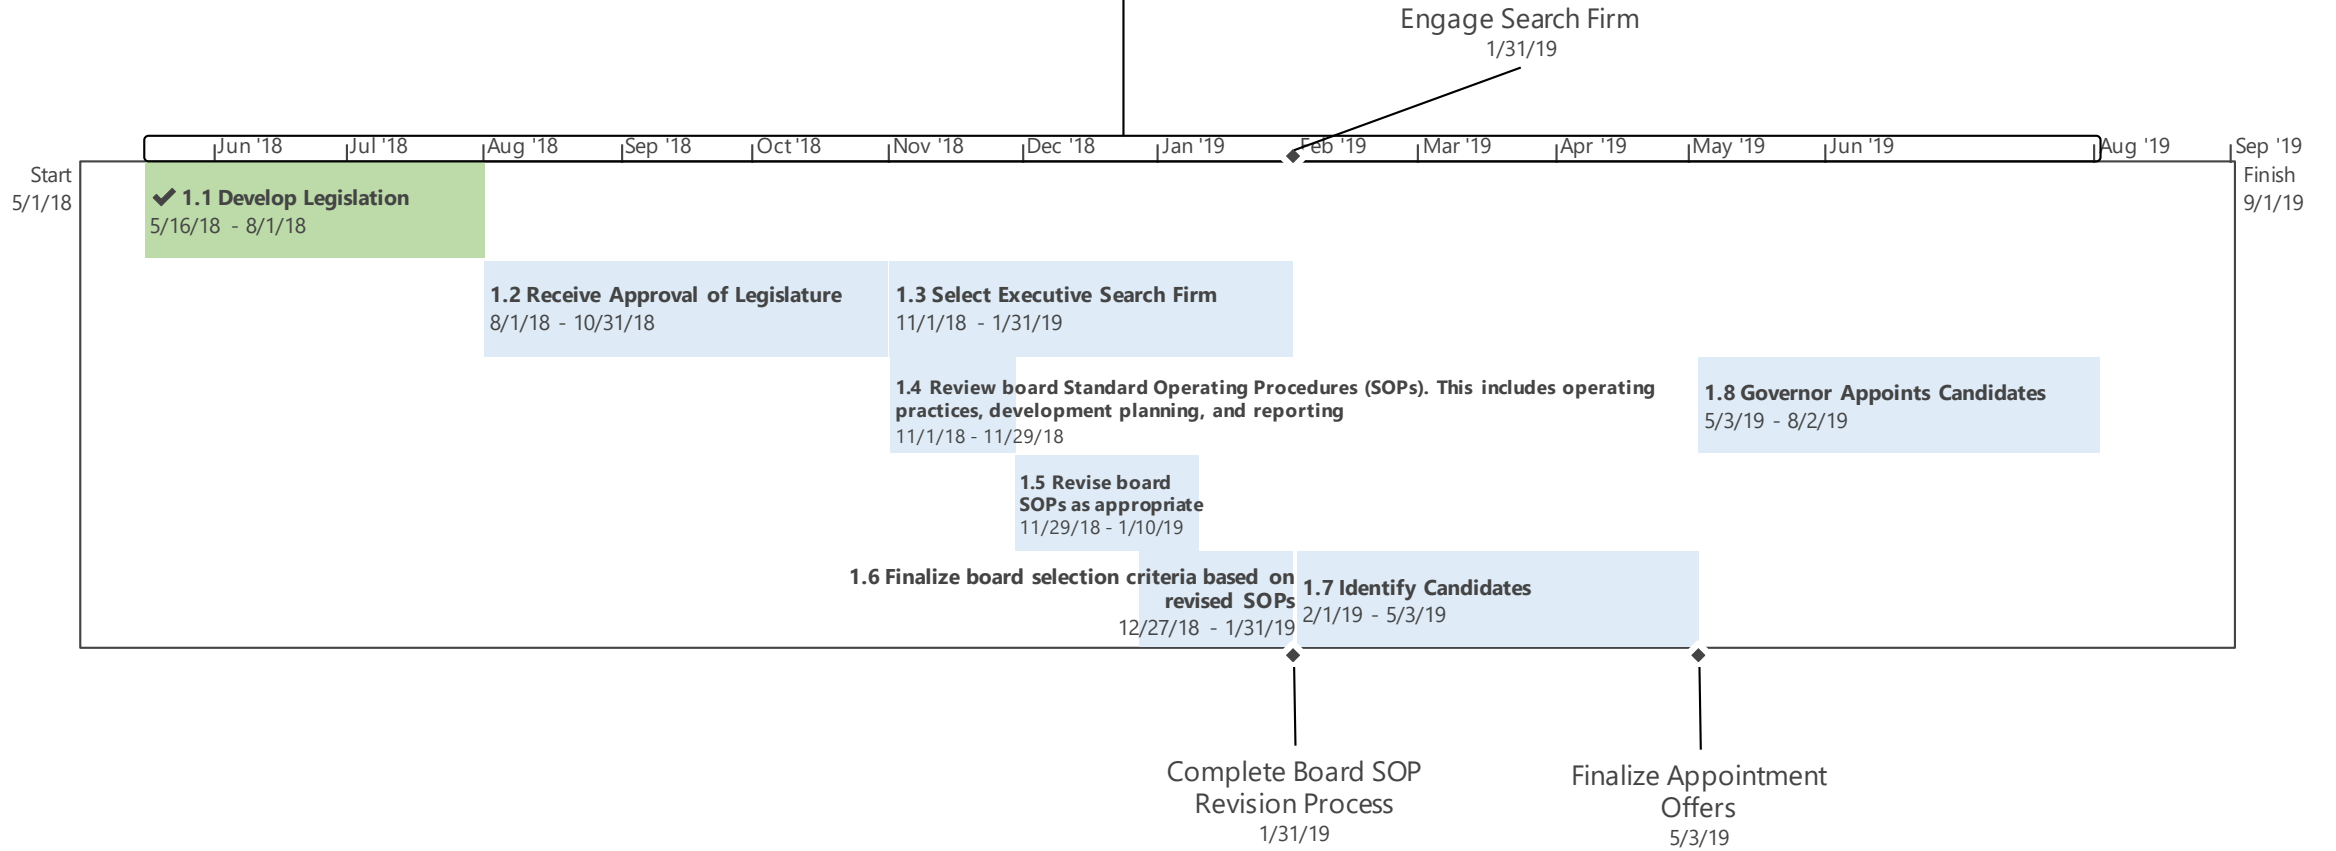 Engage Search Firm
1/31/19
Jun '18 Jul '18 Aug '18 Sep '18 Oct '18 Nov '18 Dec '18 Jan '19 Feb '19 Mar '19 Apr '19 May '19 Jun '19 Aug '19 Sep '19
Start
5/1/18
Finish
9/1/19
1.1 Develop Legislation
5/16/18 - 8/1/18
1.2 Receive Approval of Legislature
8/1/18 - 10/31/18
1.3 Select Executive Search Firm
11/1/18 - 1/31/19
1.4 Review board Standard Operating Procedures (SOPs). This includes operating
practices, development planning, and reporting
11/1/18 - 11/29/18
1.8 Governor Appoints Candidates
5/3/19 - 8/2/19
1.5 Revise board
SOPs as appropriate
11/29/18 - 1/10/19
1.6 Finalize board selection criteria based on
revised SOPs
12/27/18 - 1/31/19
1.7 Identify Candidates
2/1/19 - 5/3/19
Complete Board SOP
Revision Process
1/31/19
Finalize Appointment
Offers
5/3/19